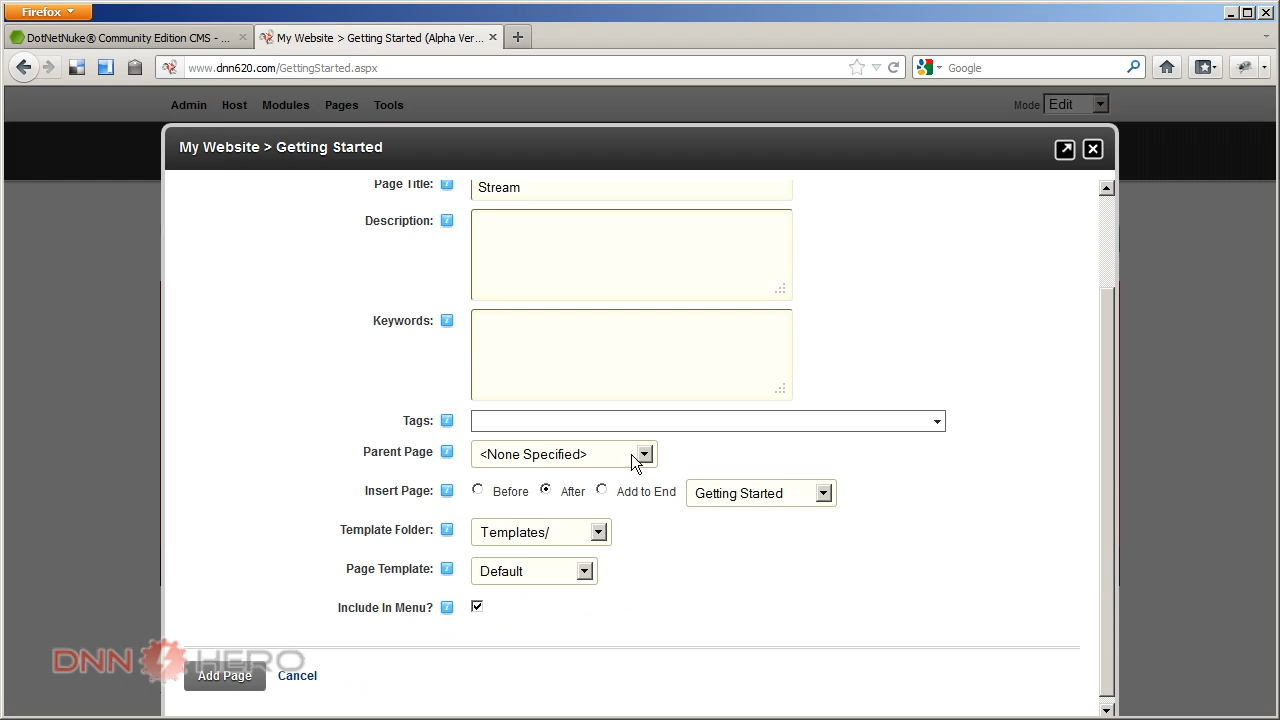 Firefox
DotNetNuke® Community Edition CMS - ...
My Website > Getting Started (Alpha Ver...
www.dnn620.com/GettingStarted.aspx
Google
Admin
Host
Modules
Pages
Tools
Mode
Edit
My Website > Getting Started
Page Title:
Stream
Description:
Keywords:
Tags:
Parent Page
<None Specified>
Insert Page:
Before
After
Add to End
Getting Started
Template Folder:
Templates/
Page Template:
Default
Include In Menu?
DNN HERO
Add Page
Cancel